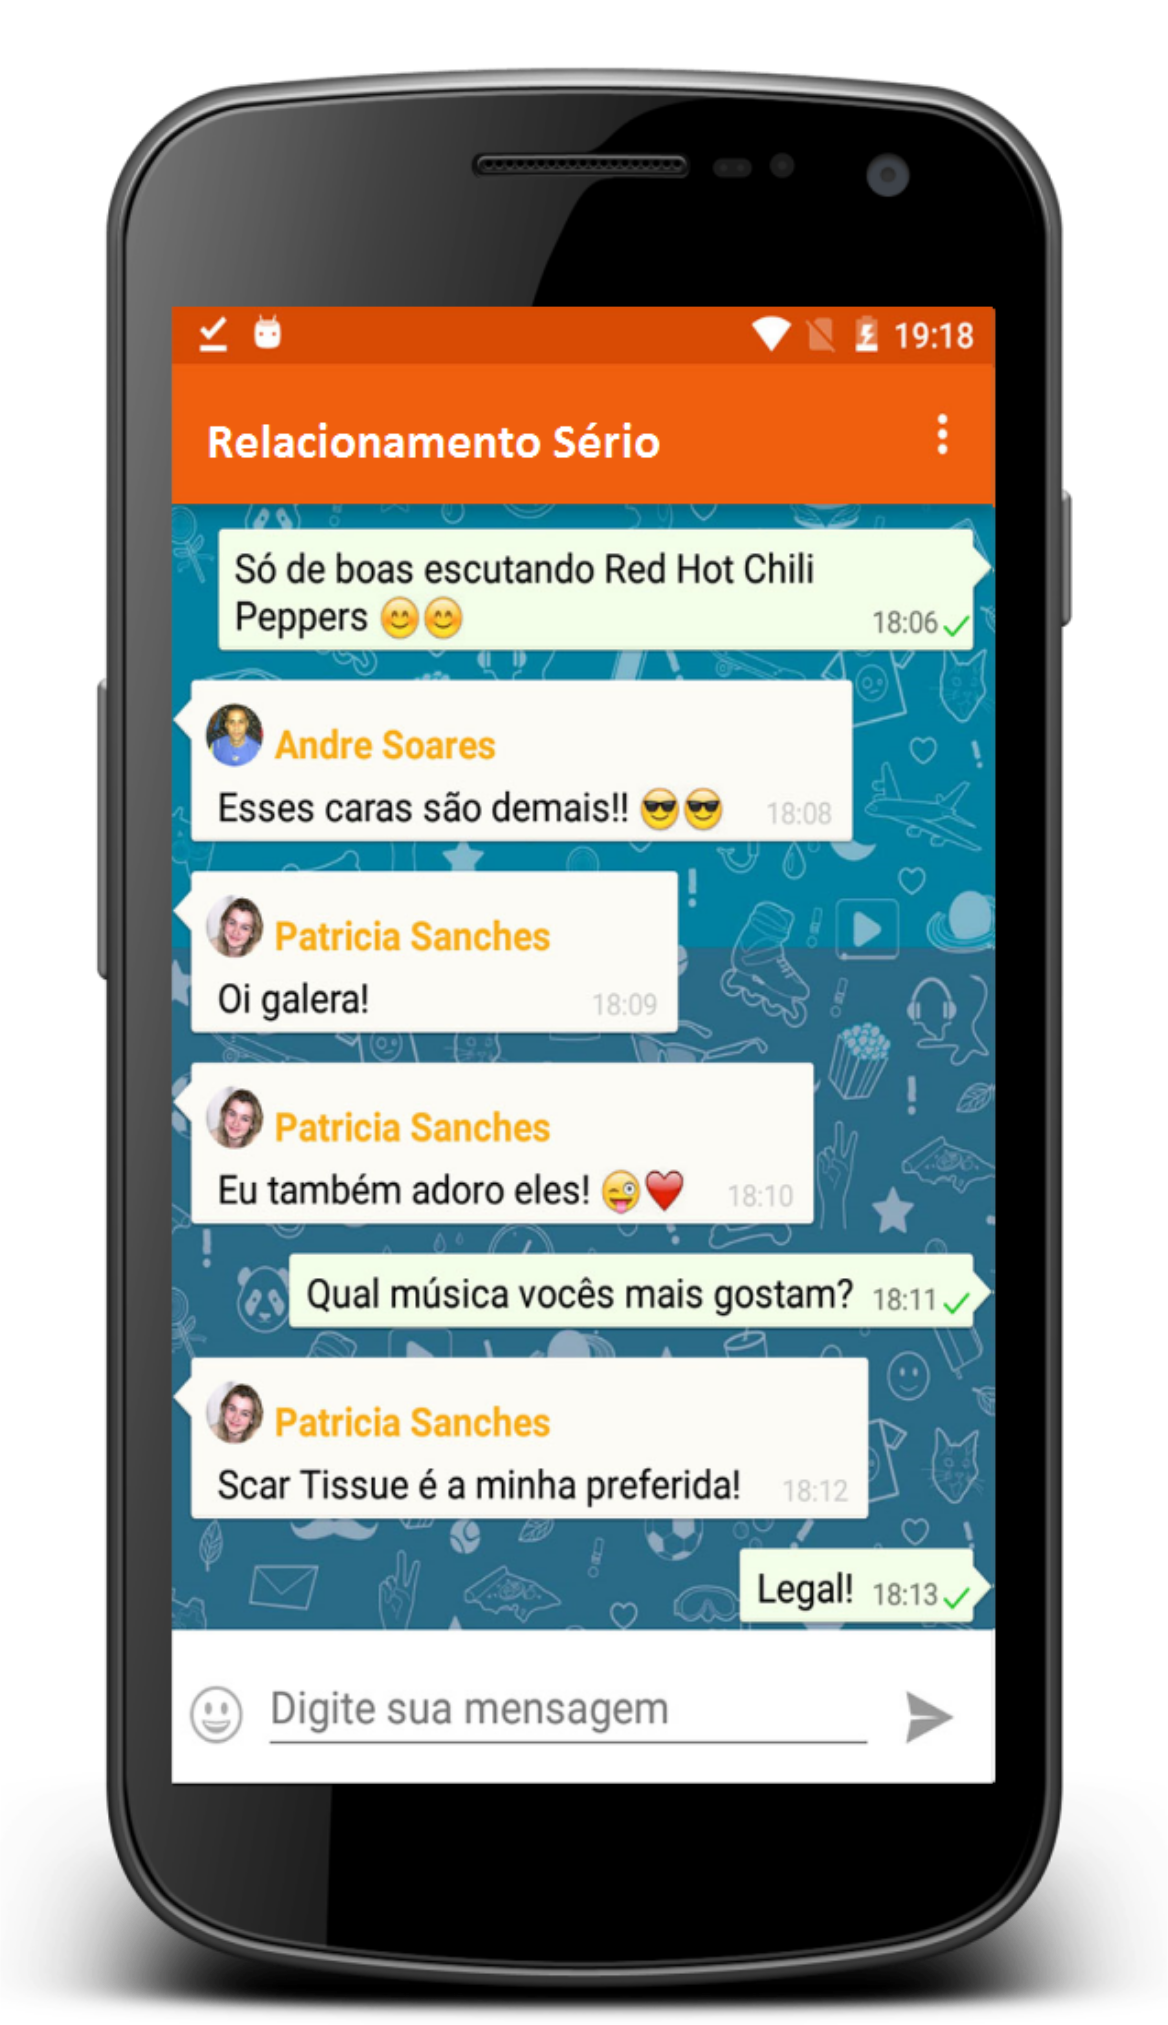 19:18
Relacionamento Sério
Só de boas escutando Red Hot Chili
Peppers 😊😊 18:06
Andre Soares
Esses caras são demais!! 😎😎 18:08
Patricia Sanches
Oi galera! 18:09
Patricia Sanches
Eu também adoro eles! 😜❤️ 18:10
Qual música vocês mais gostam? 18:11
Patricia Sanches
Scar Tissue é a minha preferida! 18:12
Legal! 18:13
Digite sua mensagem